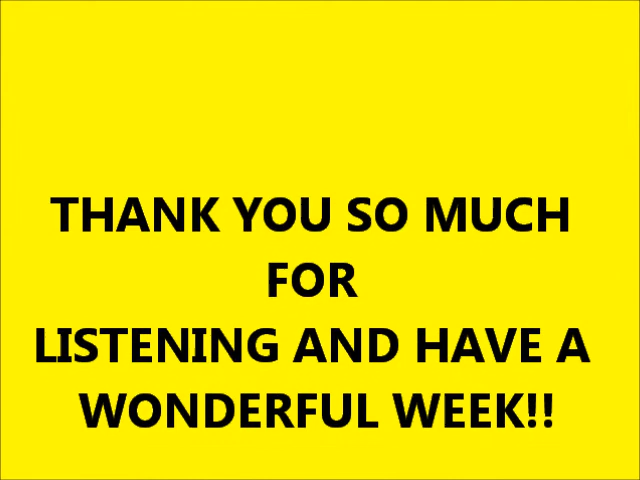 THANK YOU SO MUCH
FOR
LISTENING AND HAVE A
WONDERFUL WEEK!!